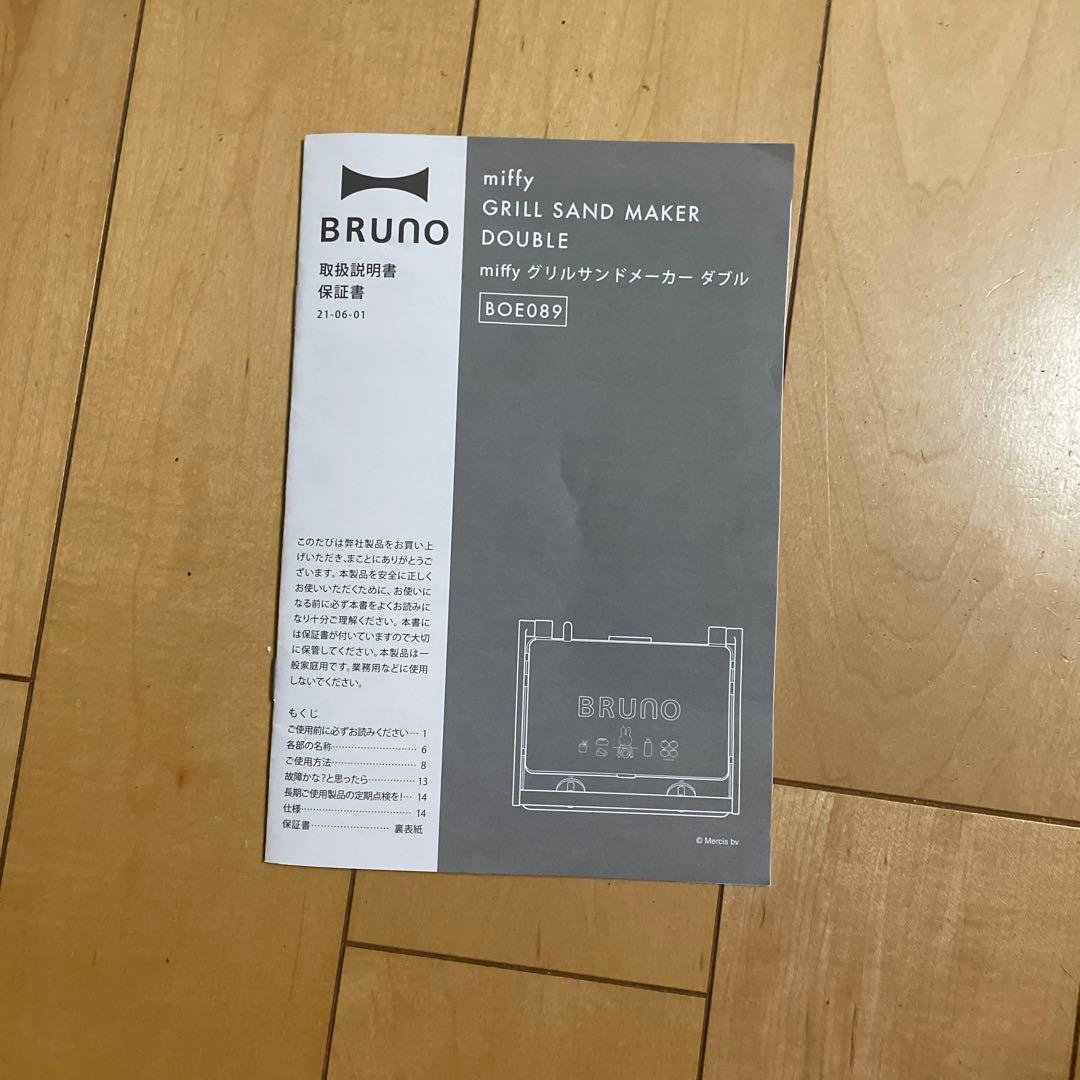 BRUNO
取扱説明書
保証書
21-06-01
miffy
GRILL SAND MAKER
DOUBLE
miffy グリルサンドメーカー ダブル
BOE089
このたびは弊社製品をお買い上
げいただき、まことにありがとうご
ざいます。本製品を安全に正しく
お使いいただくために、お使いに
なる前に必ず本書をよくお読みに
なり十分ご理解ください。本書に
は保証書が付いていますので大切
に保管してください。本製品は一
般家庭用です。業務用などに使用
しないでください。
もくじ
ご使用前に必ずお読みください… 1
各部の名称……………………… 6
ご使用方法……………………… 8
故障かな?と思ったら…………… 13
長期ご使用製品の定期点検を!… 14
仕様……………………………… 14
保証書…………………… 裏表紙
BRUNO
© Mercis bv